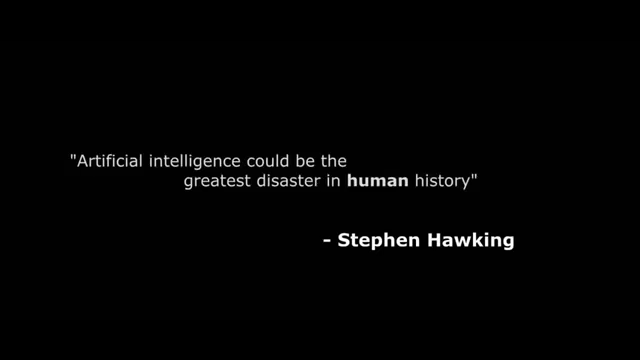 "Artificial intelligence could be the
greatest disaster in human history"
- Stephen Hawking